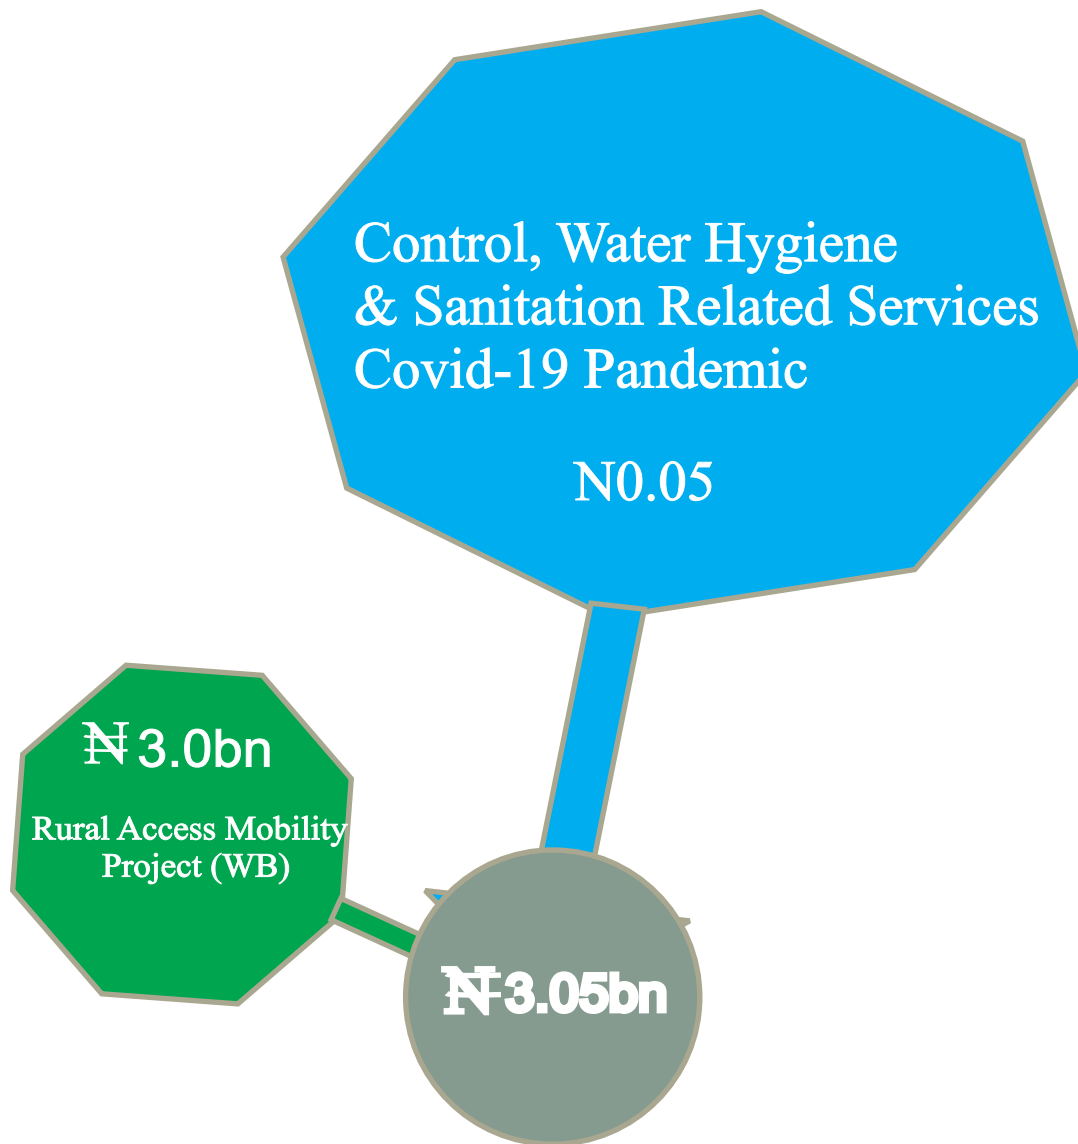 Control, Water Hygiene
& Sanitation Related Services
Covid-19 Pandemic
N0.05
₦ 3.0bn
Rural Access Mobility
Project (WB)
₦3.05bn